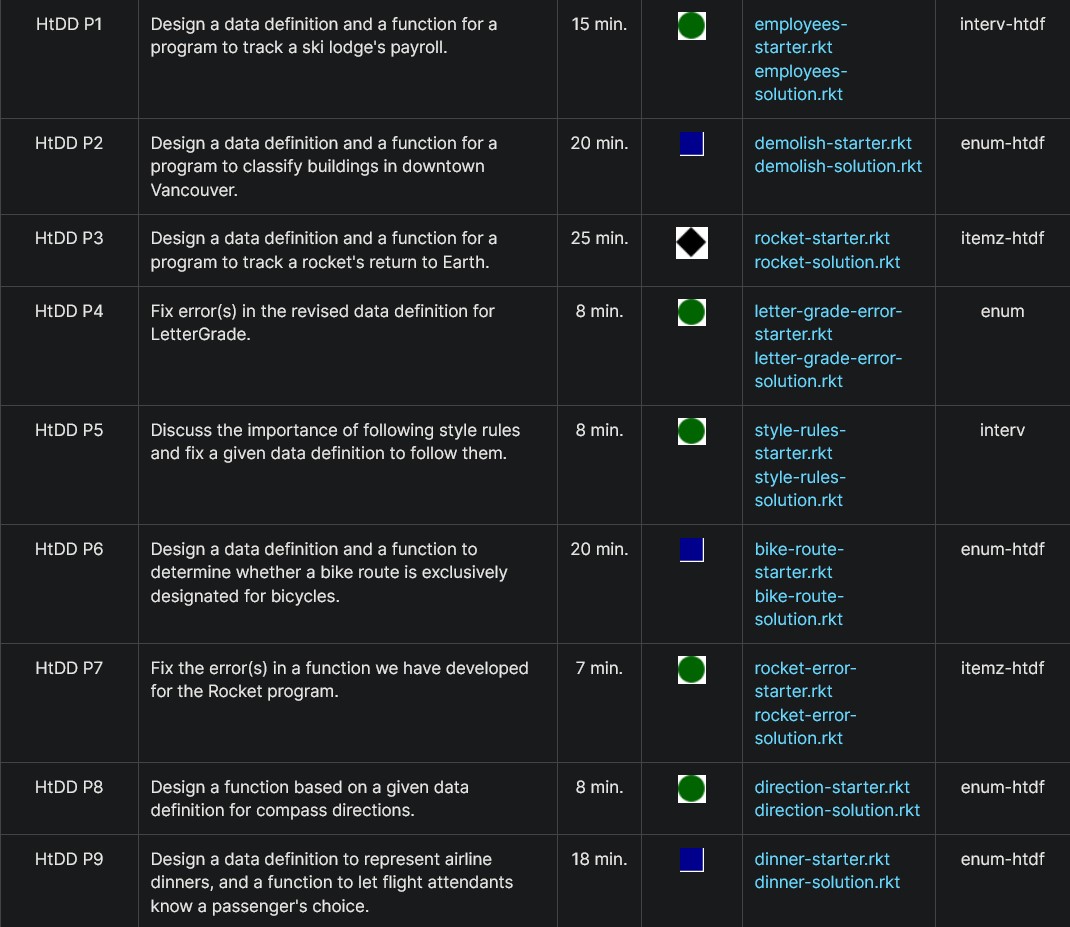 HtDD P1
Design a data definition and a function for a
program to track a ski lodge's payroll.
15 min.
employees-
starter.rkt
employees-
solution.rkt
interv-htdf
HtDD P2
Design a data definition and a function for a
program to classify buildings in downtown
Vancouver.
20 min.
demolish-starter.rkt
demolish-solution.rkt
enum-htdf
HtDD P3
Design a data definition and a function for a
program to track a rocket's return to Earth.
25 min.
rocket-starter.rkt
rocket-solution.rkt
itemz-htdf
HtDD P4
Fix error(s) in the revised data definition for
LetterGrade.
8 min.
letter-grade-error-
starter.rkt
letter-grade-error-
solution.rkt
enum
HtDD P5
Discuss the importance of following style rules
and fix a given data definition to follow them.
8 min.
style-rules-
starter.rkt
style-rules-
solution.rkt
interv
HtDD P6
Design a data definition and a function to
determine whether a bike route is exclusively
designated for bicycles.
20 min.
bike-route-
starter.rkt
bike-route-
solution.rkt
enum-htdf
HtDD P7
Fix the error(s) in a function we have developed
for the Rocket program.
7 min.
rocket-error-
starter.rkt
rocket-error-
solution.rkt
itemz-htdf
HtDD P8
Design a function based on a given data
definition for compass directions.
8 min.
direction-starter.rkt
direction-solution.rkt
enum-htdf
HtDD P9
Design a data definition to represent airline
dinners, and a function to let flight attendants
know a passenger's choice.
18 min.
dinner-starter.rkt
dinner-solution.rkt
enum-htdf